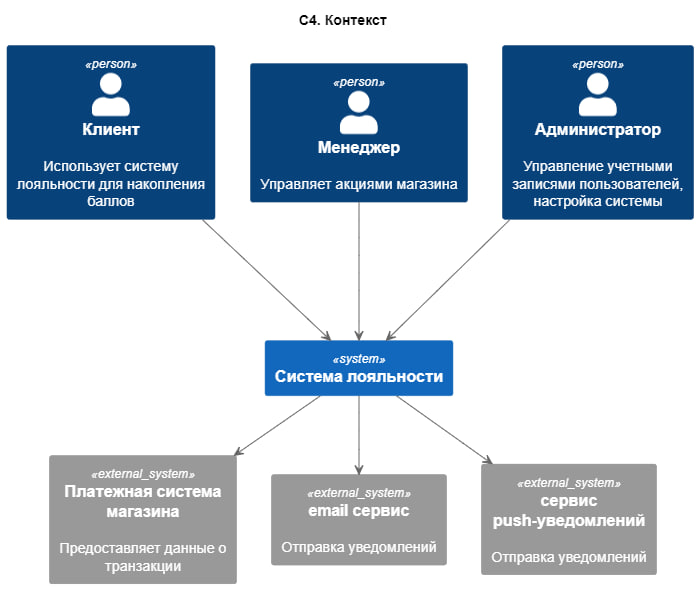 C4. Контекст
«person»
Клиент
Использует систему
лояльности для накопления
баллов
«person»
Менеджер
Управляет акциями магазина
«person»
Администратор
Управление учетными
записями пользователей,
настройка системы
«system»
Система лояльности
«external_system»
Платежная система
магазина
Предоставляет данные о
транзакции
«external_system»
email сервис
Отправка уведомлений
«external_system»
сервис
push-уведомлений
Отправка уведомлений